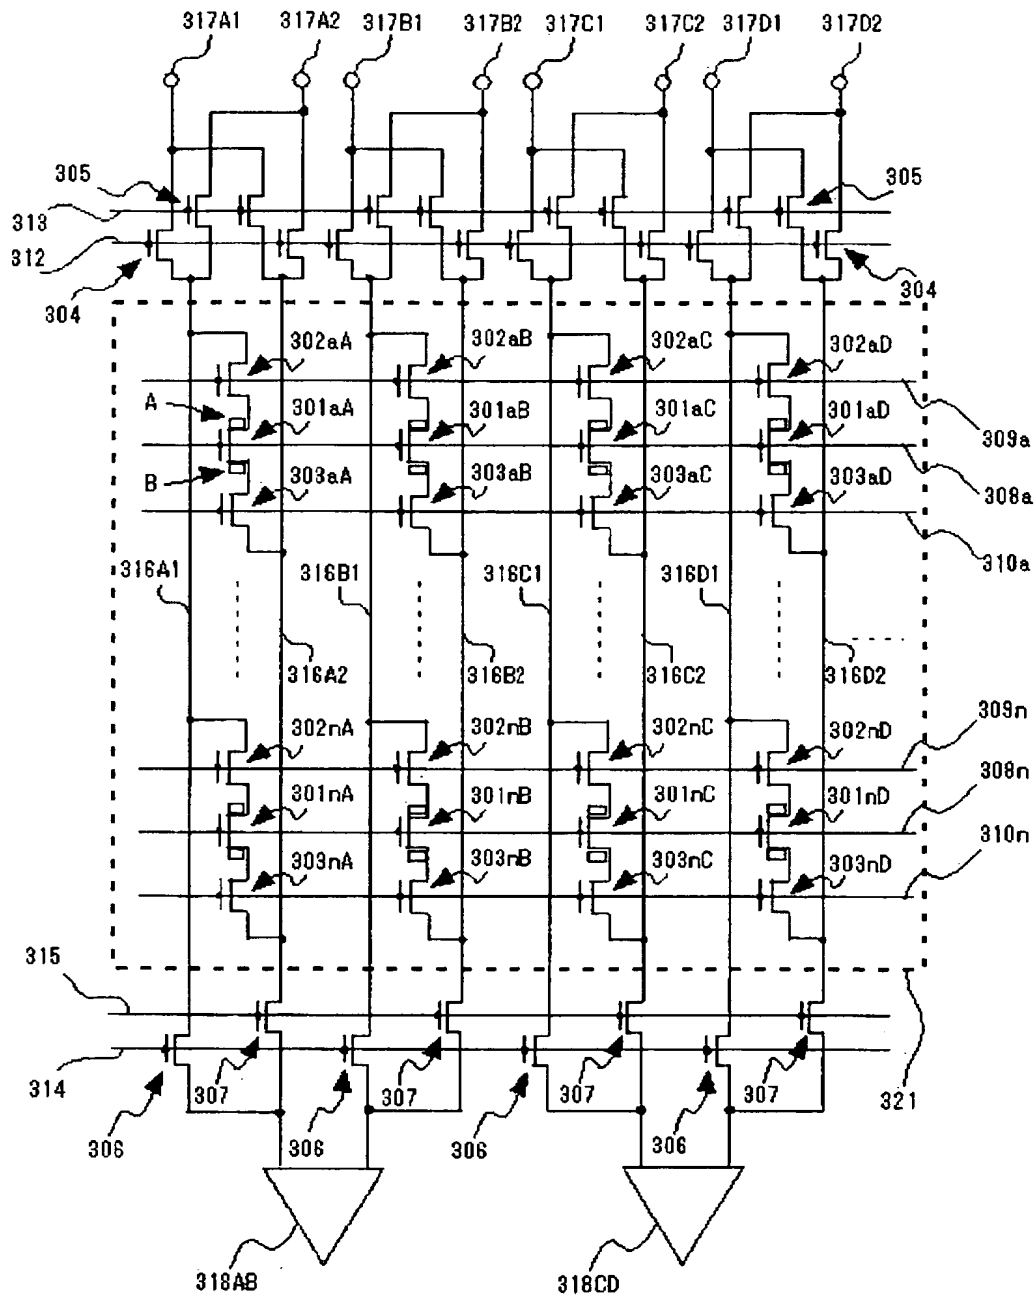 317A1 317A2 317B1 317B2 317C1 317C2 317D1 317D2
305 305
313
312
304 304
302aA 302aB 302aC 302aD
A 301aA 301aB 301aC 301aD
309a
B 303aA 303aB 303aC 303aD
308a
310a
316A1 316B1 316C1 316D1
316A2 316B2 316C2 316D2
309n
302nA 302nB 302nC 302nD
308n
301nA 301nB 301nC 301nD
310n
303nA 303nB 303nC 303nD
315
314 307 307 307 307 321
306 306 306 306
318AB 318CD